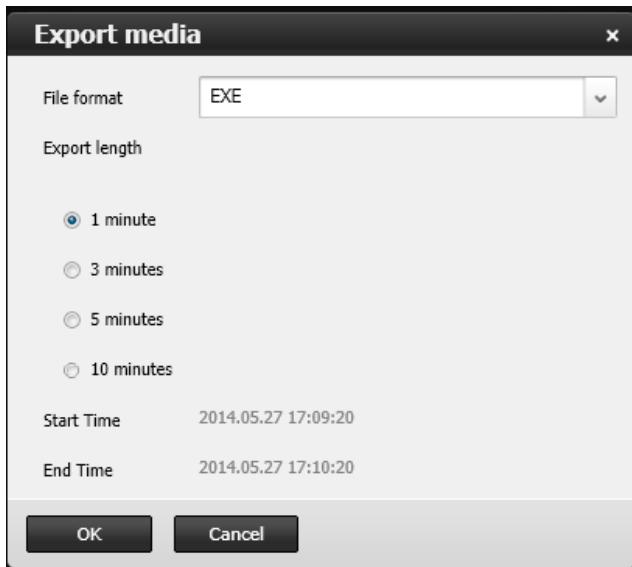 Export media
File format EXE
Export length
1 minute
3 minutes
5 minutes
10 minutes
Start Time 2014.05.27 17:09:20
End Time 2014.05.27 17:10:20
OK Cancel